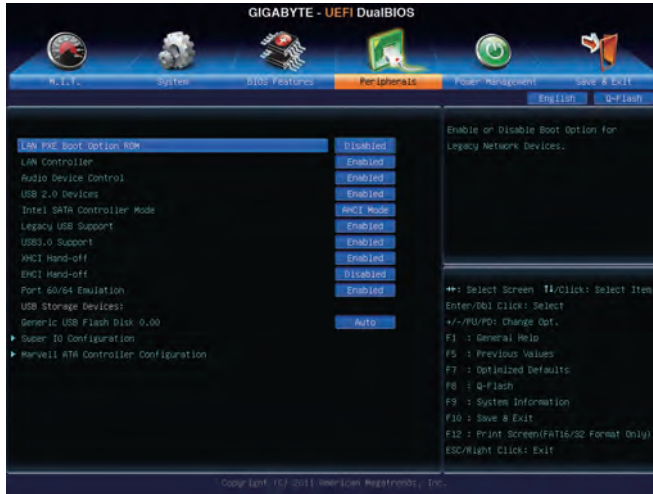 GIGABYTE - UEFI DualBIOS
M.I.T.
System
BIOS Features
Peripherals
Power Management
Save & Exit
English
Q-Flash
LAN PXE Boot Option ROM Disabled
LAN Controller Enabled
Audio Device Control Enabled
USB 2.0 Devices Enabled
Intel SATA Controller Mode AHCI Mode
Legacy USB Support Enabled
USB3.0 Support Enabled
XHCI Hand-off Enabled
EHCI Hand-off Disabled
Port 60/64 Emulation Enabled
USB Storage Devices:
Generic USB Flash Disk 0.00 Auto
Super IO Configuration
Marvell ATA Controller Configuration
Enable or Disable Boot Option for
Legacy Network Devices.
↔: Select Screen ↑↓/Click: Select Item
Enter/Dbl Click: Select
+/-/PU/PD: Change Opt.
F1 : General Help
F5 : Previous Values
F7 : Optimized Defaults
F8 : Q-Flash
F9 : System Information
F10 : Save & Exit
F12 : Print Screen(FAT16/32 Format Only)
ESC/Right Click: Exit
Copyright (C) 2011 American Megatrends, Inc.